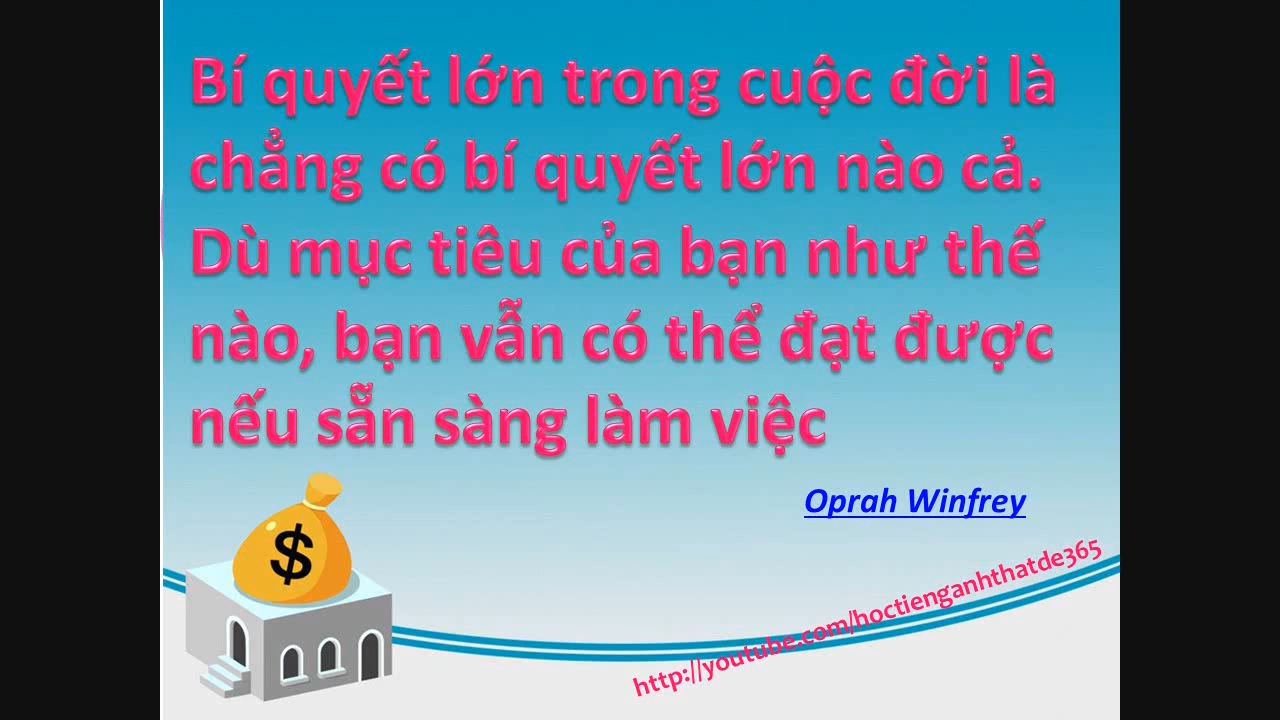 Bí quyết lớn trong cuộc đời là
chẳng có bí quyết lớn nào cả.
Dù mục tiêu của bạn như thế
nào, bạn vẫn có thể đạt được
nếu sẵn sàng làm việc
Oprah Winfrey
$
http://youtube.com/hoctienganhthatde365